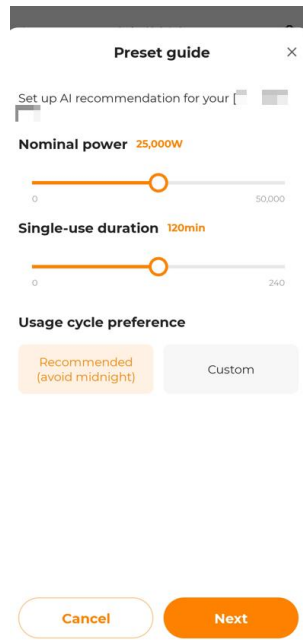 Preset guide ×
Set up AI recommendation for your [
Nominal power 25,000W
0 50,000
Single-use duration 120min
0 240
Usage cycle preference
Recommended
(avoid midnight)
Custom
Cancel Next